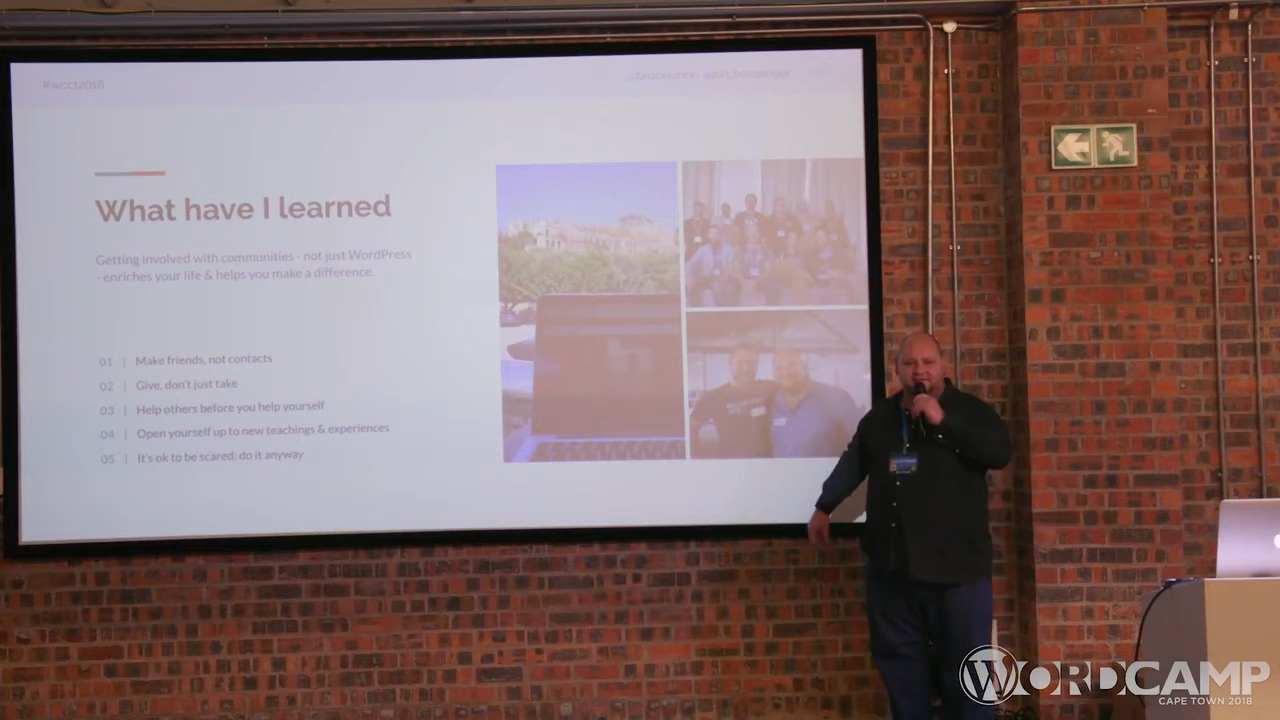 #wcct2018
What have I learned
Getting involved with communities - not just WordPress
- enriches your life & helps you make a difference.
01 | Make friends, not contacts
02 | Give, don't just take
03 | Help others before you help yourself
04 | Open yourself up to new teachings & experiences
05 | It's ok to be scared: do it anyway
WORDCAMP
CAPE TOWN 2018